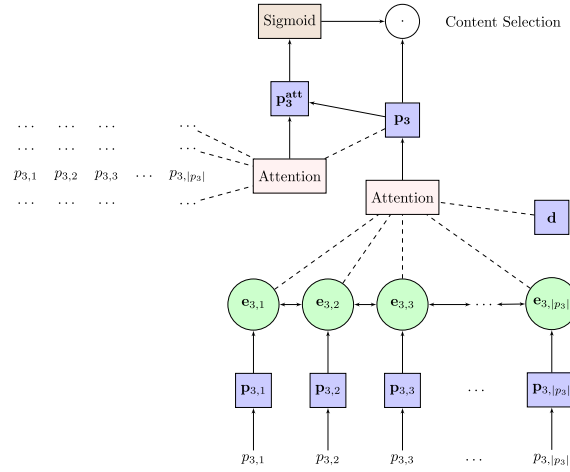 Sigmoid · Content Selection
p₃ᵃᵗᵗ
p₃
... ... ... ...
... ... ... ...
p₃,₁ p₃,₂ p₃,₃ ... p₃,|p₃| Attention
... ... ... ...
Attention
d
e₃,₁ e₃,₂ e₃,₃ ... e₃,|p₃|
p₃,₁ p₃,₂ p₃,₃ ... p₃,|p₃|
p₃,₁ p₃,₂ p₃,₃ ... p₃,|p₃|